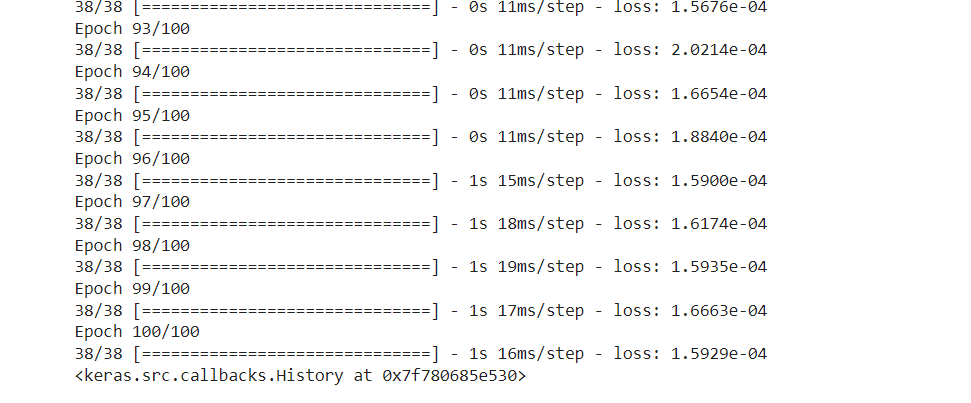 38/38 [==============================] - 0s 11ms/step - loss: 1.5676e-04
Epoch 93/100
38/38 [==============================] - 0s 11ms/step - loss: 2.0214e-04
Epoch 94/100
38/38 [==============================] - 0s 11ms/step - loss: 1.6654e-04
Epoch 95/100
38/38 [==============================] - 0s 11ms/step - loss: 1.8840e-04
Epoch 96/100
38/38 [==============================] - 1s 15ms/step - loss: 1.5900e-04
Epoch 97/100
38/38 [==============================] - 1s 18ms/step - loss: 1.6174e-04
Epoch 98/100
38/38 [==============================] - 1s 19ms/step - loss: 1.5935e-04
Epoch 99/100
38/38 [==============================] - 1s 17ms/step - loss: 1.6663e-04
Epoch 100/100
38/38 [==============================] - 1s 16ms/step - loss: 1.5929e-04
<keras.src.callbacks.History at 0x7f780685e530>